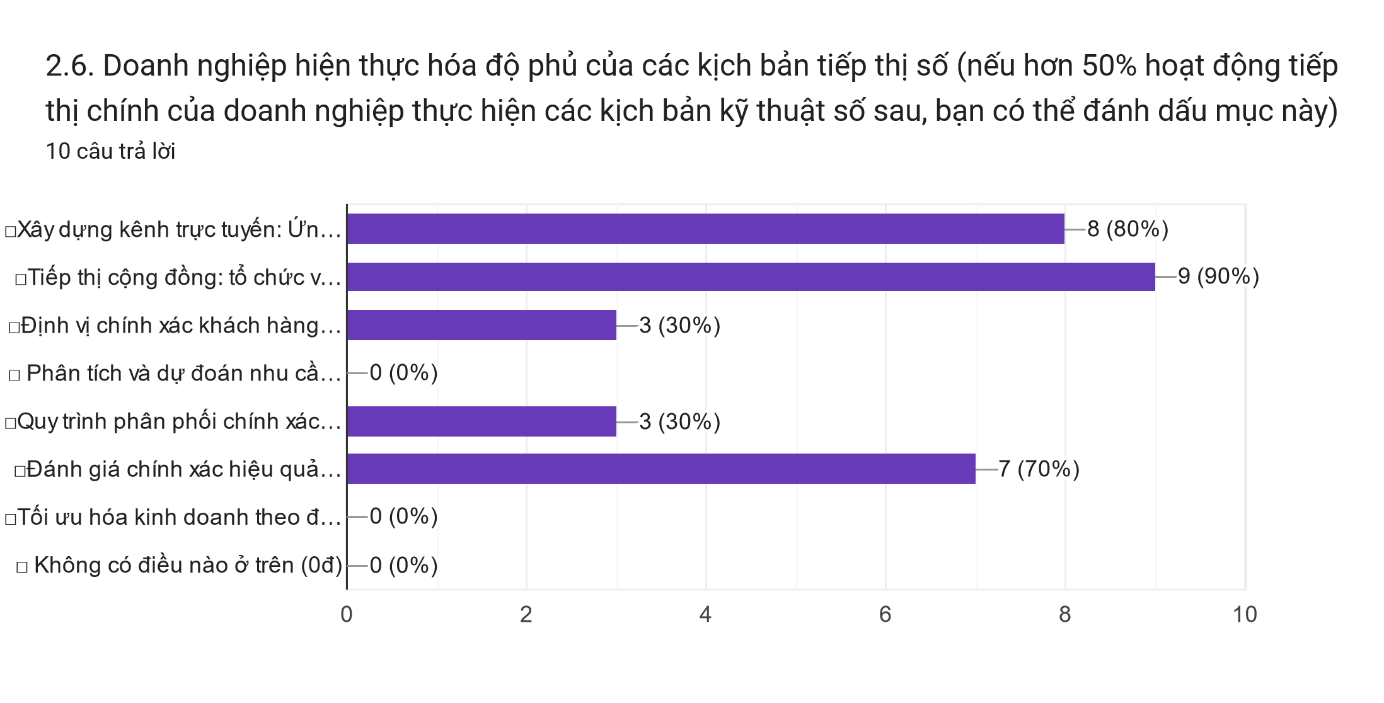 2.6. Doanh nghiệp hiện thực hóa độ phủ của các kịch bản tiếp thị số (nếu hơn 50% hoạt động tiếp
thị chính của doanh nghiệp thực hiện các kịch bản kỹ thuật số sau, bạn có thể đánh dấu mục này)
10 câu trả lời
□Xây dựng kênh trực tuyến: Ứn... 8 (80%)
□Tiếp thị cộng đồng: tổ chức v... 9 (90%)
□Định vị chính xác khách hàng... 3 (30%)
□ Phân tích và dự đoán nhu cầ... 0 (0%)
□Quy trình phân phối chính xác... 3 (30%)
□Đánh giá chính xác hiệu quả... 7 (70%)
□Tối ưu hóa kinh doanh theo đ... 0 (0%)
□ Không có điều nào ở trên (0đ) 0 (0%)
0 2 4 6 8 10